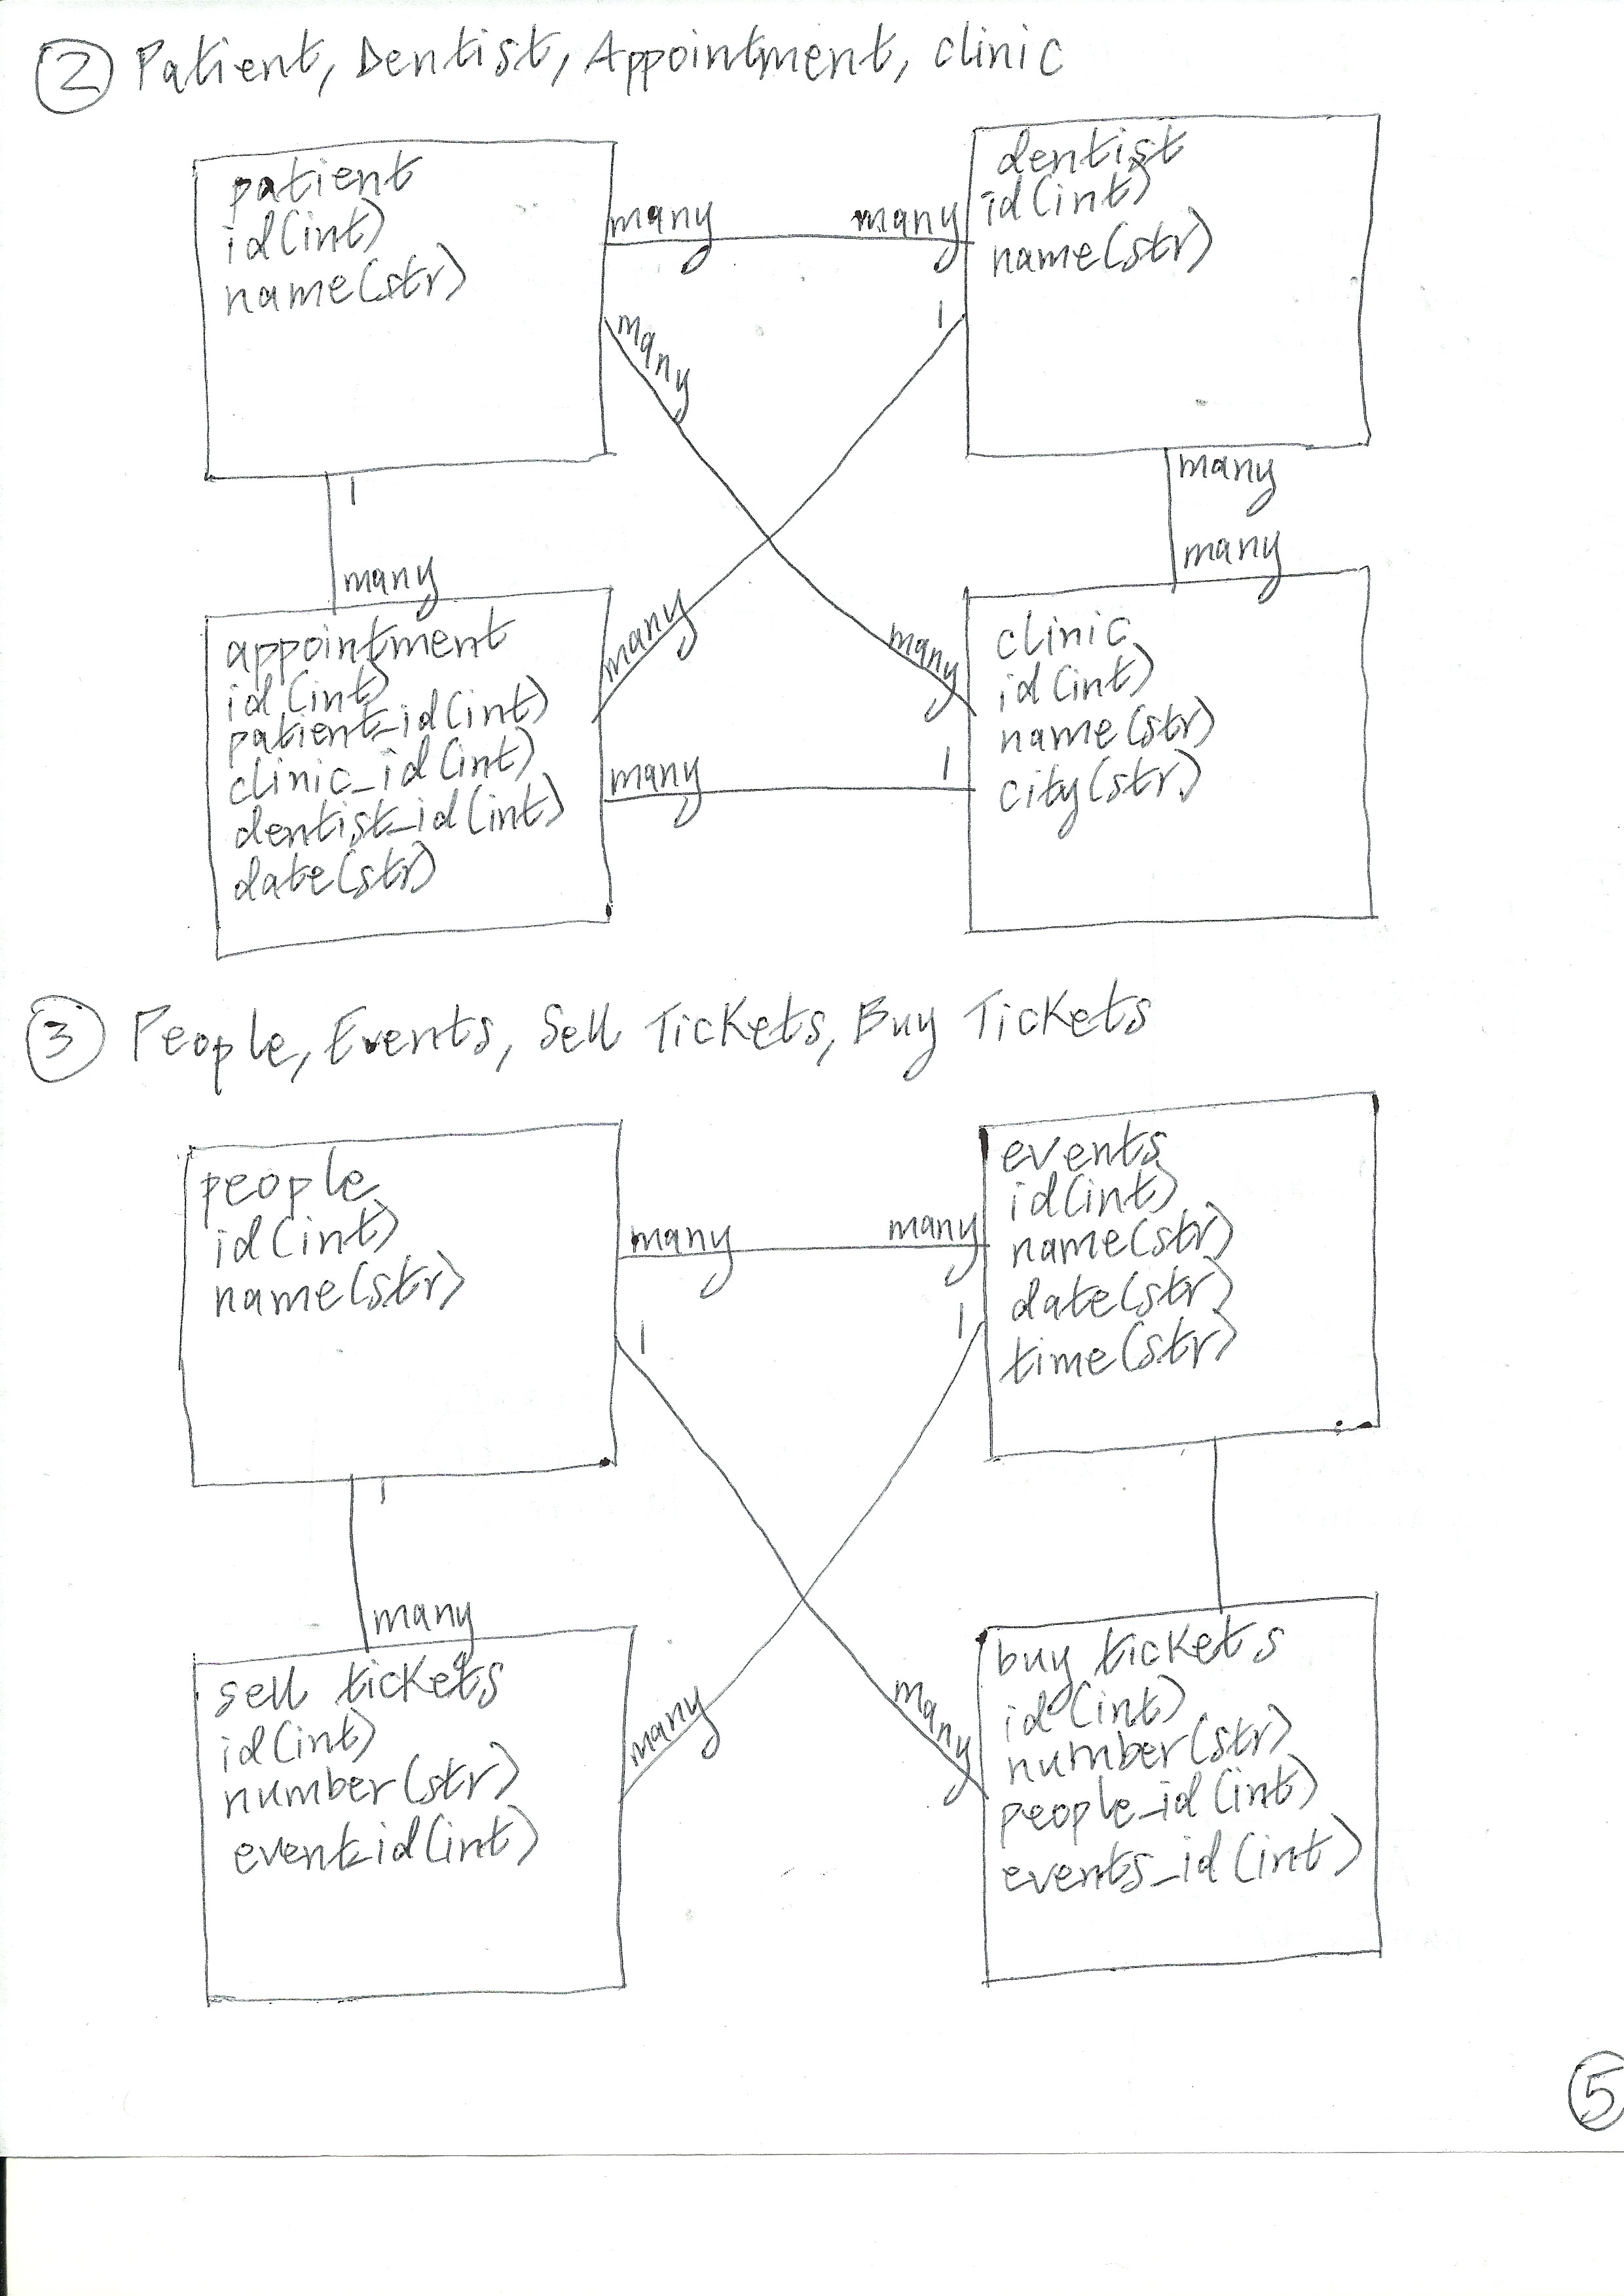 ② Patient, Dentist, Appointment, clinic
patient
id(int)
name(str)
dentist
id(int)
name(str)
many many
many
1
1
many
many
many
many
many
appointment
id(int)
patient_id(int)
clinic_id(int)
dentist_id(int)
date(str)
many 1
clinic
id(int)
name(str)
city(str)
③ People, Events, Sell Tickets, Buy Tickets
people
id(int)
name(str)
events
id(int)
name(str)
date(str)
time(str)
many many
1
1
1
many
many
many
sell tickets
id(int)
number(str)
event_id(int)
buy tickets
id(int)
number(str)
people_id(int)
events_id(int)
⑤